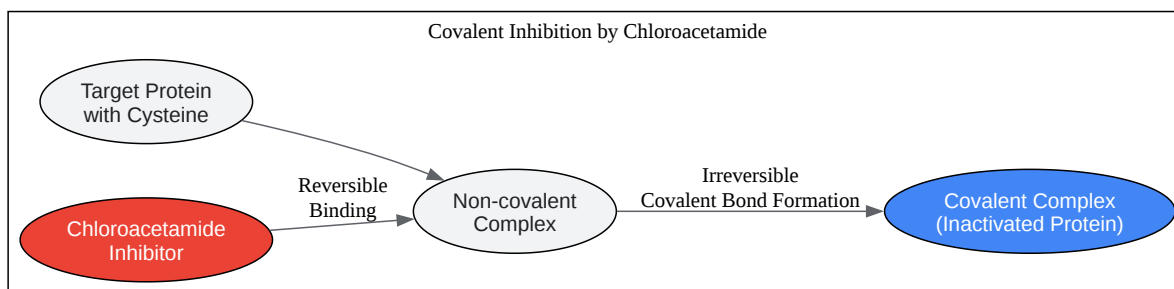 Covalent Inhibition by Chloroacetamide
Target Protein
with Cysteine
Chloroacetamide
Inhibitor
Reversible
Binding
Non-covalent
Complex
Irreversible
Covalent Bond Formation
Covalent Complex
(Inactivated Protein)